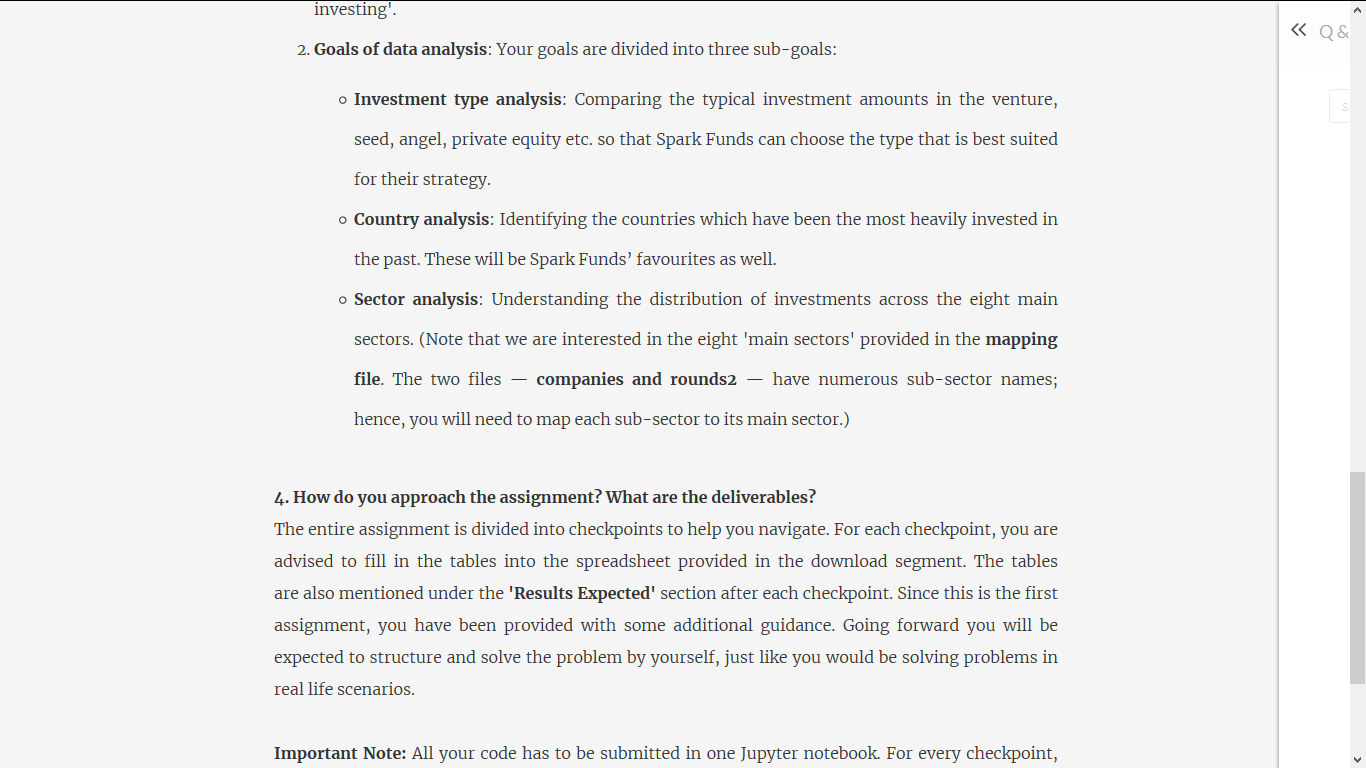 investing'.
2. Goals of data analysis: Your goals are divided into three sub-goals:
Investment type analysis: Comparing the typical investment amounts in the venture,
seed, angel, private equity etc. so that Spark Funds can choose the type that is best suited
for their strategy.
Country analysis: Identifying the countries which have been the most heavily invested in
the past. These will be Spark Funds’ favourites as well.
Sector analysis: Understanding the distribution of investments across the eight main
sectors. (Note that we are interested in the eight 'main sectors' provided in the mapping
file. The two files — companies and rounds2 — have numerous sub-sector names;
hence, you will need to map each sub-sector to its main sector.)
4. How do you approach the assignment? What are the deliverables?
The entire assignment is divided into checkpoints to help you navigate. For each checkpoint, you are
advised to fill in the tables into the spreadsheet provided in the download segment. The tables
are also mentioned under the 'Results Expected' section after each checkpoint. Since this is the first
assignment, you have been provided with some additional guidance. Going forward you will be
expected to structure and solve the problem by yourself, just like you would be solving problems in
real life scenarios.
Important Note: All your code has to be submitted in one Jupyter notebook. For every checkpoint,
Q &
s